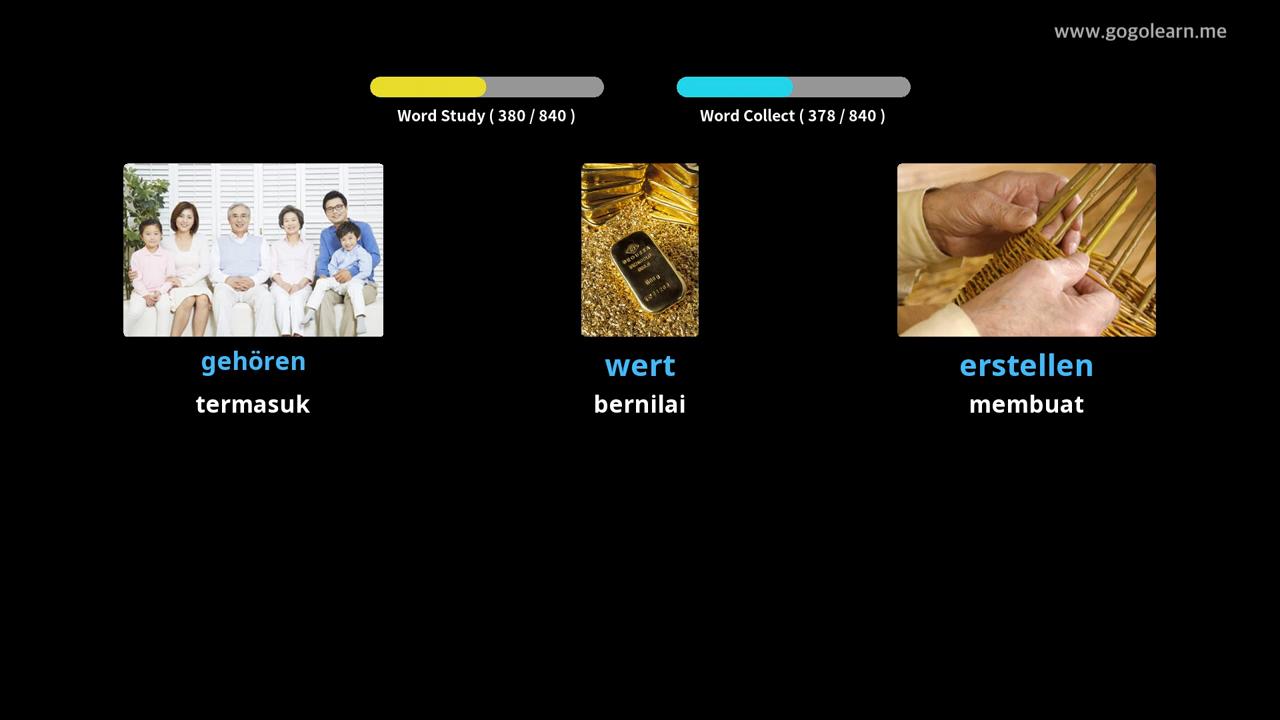 www.gogolearn.me
Word Study ( 380 / 840 )
Word Collect ( 378 / 840 )
gehören
wert
erstellen
termasuk
bernilai
membuat